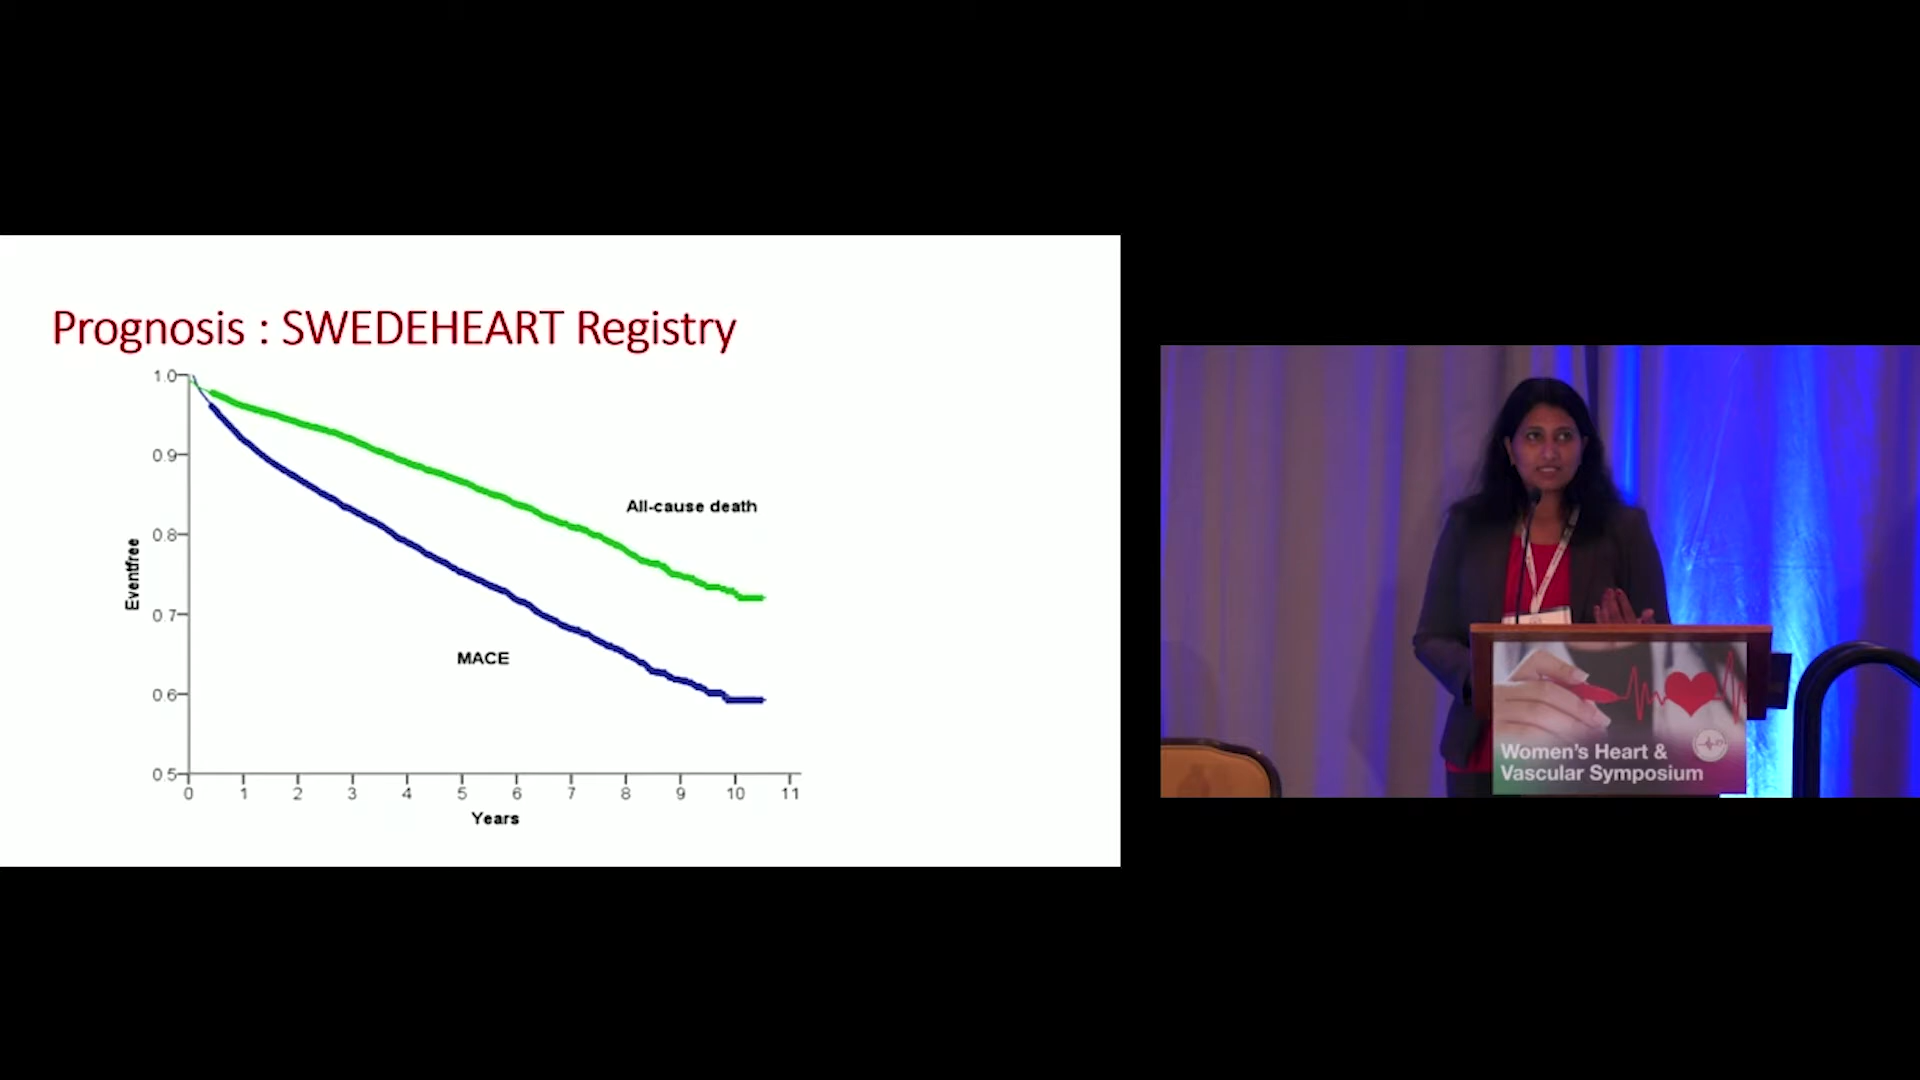 Prognosis : SWEDEHEART Registry
1.0
0.9
0.8
0.7
0.6
0.5
Eventfree
All-cause death
MACE
0 1 2 3 4 5 6 7 8 9 10 11
Years
Women's Heart &
Vascular Symposium